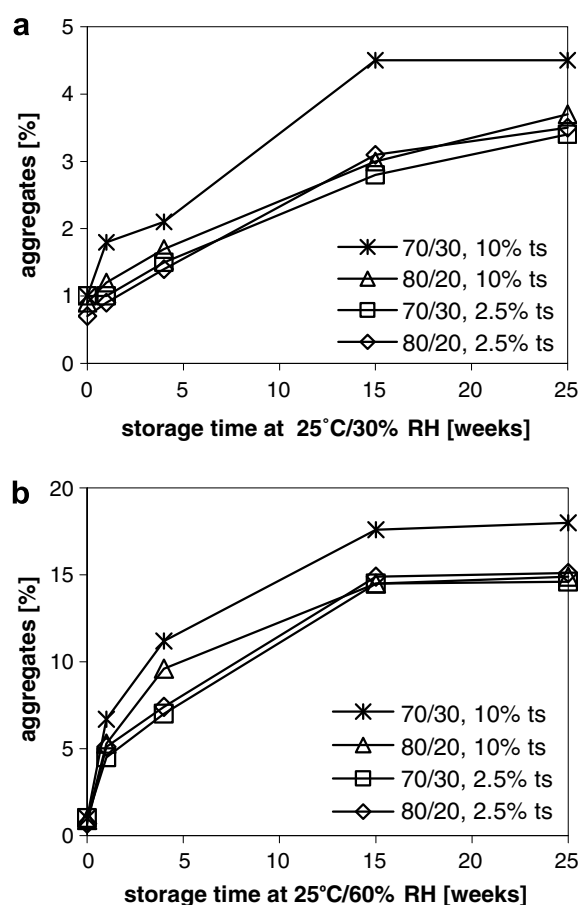 a
5
4
3
2
1
0
aggregates [%]
70/30, 10% ts
80/20, 10% ts
70/30, 2.5% ts
80/20, 2.5% ts
0 5 10 15 20 25
storage time at 25°C/30% RH [weeks]
b
20
15
10
5
0
aggregates [%]
70/30, 10% ts
80/20, 10% ts
70/30, 2.5% ts
80/20, 2.5% ts
0 5 10 15 20 25
storage time at 25°C/60% RH [weeks]